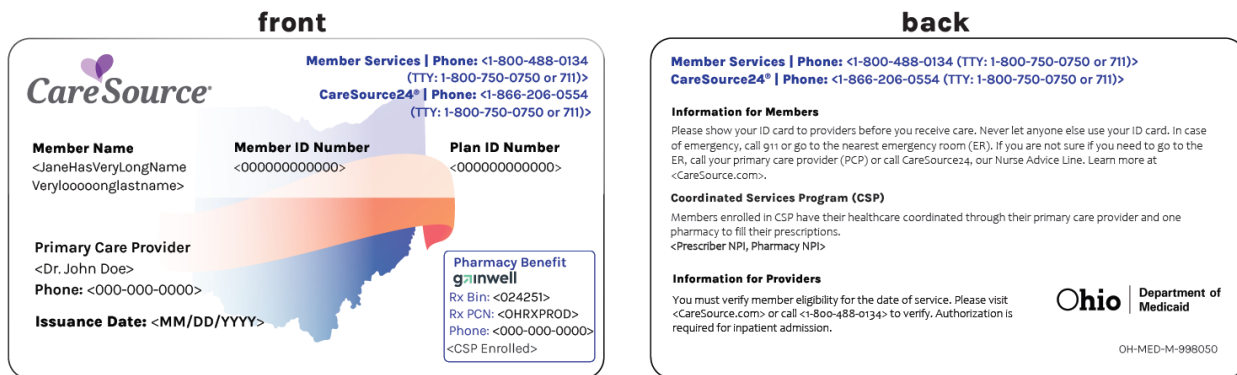 front
CareSource®
Member Services | Phone: <1-800-488-0134
(TTY: 1-800-750-0750 or 711)>
CareSource24® | Phone: <1-866-206-0554
(TTY: 1-800-750-0750 or 711)>
Member Name
<JaneHasVeryLongName
Verylooooonglastname>
Member ID Number
<000000000000>
Plan ID Number
<000000000000>
Primary Care Provider
<Dr. John Doe>
Phone: <000-000-0000>
Issuance Date: <MM/DD/YYYY>
Pharmacy Benefit
gainwell
Rx Bin: <024251>
Rx PCN: <OHRXPROD>
Phone: <000-000-0000>
<CSP Enrolled>
back
Member Services | Phone: <1-800-488-0134 (TTY: 1-800-750-0750 or 711)>
CareSource24® | Phone: <1-866-206-0554 (TTY: 1-800-750-0750 or 711)>
Information for Members
Please show your ID card to providers before you receive care. Never let anyone else use your ID card. In case
of emergency, call 911 or go to the nearest emergency room (ER). If you are not sure if you need to go to the
ER, call your primary care provider (PCP) or call CareSource24, our Nurse Advice Line. Learn more at
<CareSource.com>.
Coordinated Services Program (CSP)
Members enrolled in CSP have their healthcare coordinated through their primary care provider and one
pharmacy to fill their prescriptions.
<Prescriber NPI, Pharmacy NPI>
Information for Providers
You must verify member eligibility for the date of service. Please visit
<CareSource.com> or call <1-800-488-0134> to verify. Authorization is
required for inpatient admission.
Ohio
Department of
Medicaid
OH-MED-M-998050